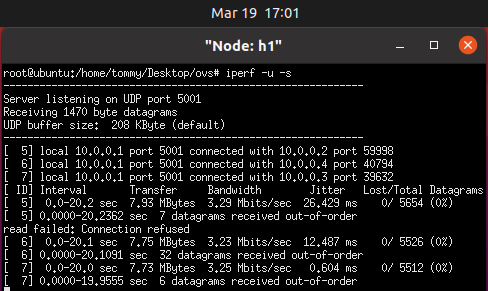 Mar 19  17:01
"Node: h1"
root@ubuntu:/home/tommy/Desktop/ovs# iperf -u -s
------------------------------------------------------------
Server listening on UDP port 5001
Receiving 1470 byte datagrams
UDP buffer size:  208 KByte (default)
------------------------------------------------------------
[  5] local 10.0.0.1 port 5001 connected with 10.0.0.2 port 59998
[  6] local 10.0.0.1 port 5001 connected with 10.0.0.4 port 40794
[  7] local 10.0.0.1 port 5001 connected with 10.0.0.3 port 39632
[ ID] Interval       Transfer     Bandwidth        Jitter   Lost/Total Datagrams
[  5]  0.0-20.2 sec  7.93 MBytes  3.29 Mbits/sec  26.429 ms    0/ 5654 (0%)
[  5] 0.0000-20.2362 sec  7 datagrams received out-of-order
read failed: Connection refused
[  6]  0.0-20.1 sec  7.75 MBytes  3.23 Mbits/sec  12.487 ms    0/ 5526 (0%)
[  6] 0.0000-20.1091 sec  32 datagrams received out-of-order
[  7]  0.0-20.0 sec  7.73 MBytes  3.25 Mbits/sec   0.604 ms    0/ 5512 (0%)
[  7] 0.0000-19.9555 sec  6 datagrams received out-of-order